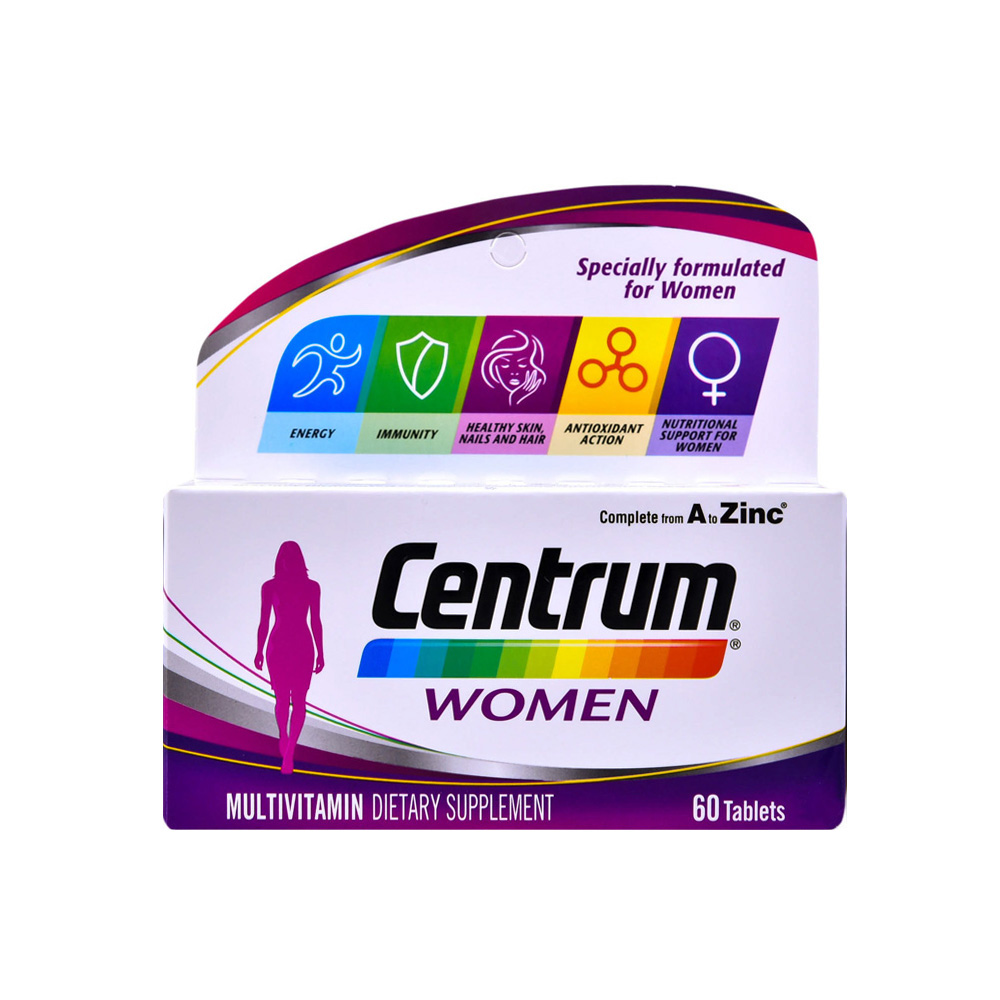 Specially formulated
for Women
ENERGY
IMMUNITY
HEALTHY SKIN,
NAILS AND HAIR
ANTIOXIDANT
ACTION
NUTRITIONAL
SUPPORT FOR
WOMEN
Complete from A to Zinc®
Centrum®
®
WOMEN
MULTIVITAMIN DIETARY SUPPLEMENT
60 Tablets